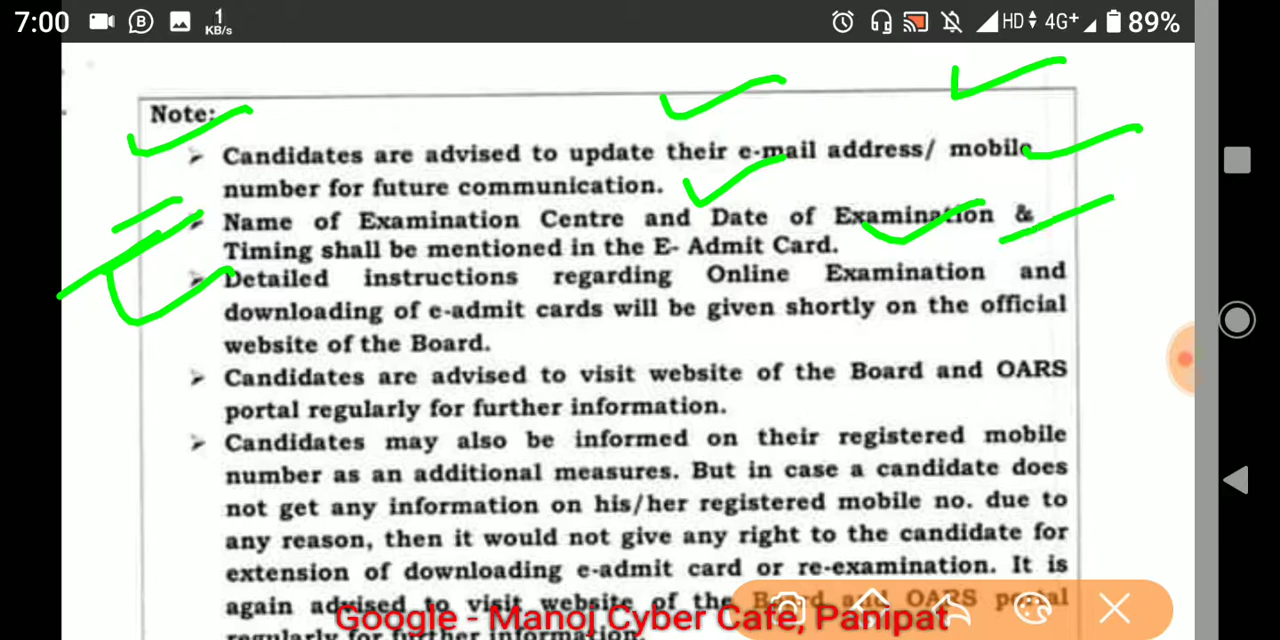 7:00 B 1 KB/s HD 4G+ 89%
Note:
➢ Candidates are advised to update their e-mail address/ mobile
number for future communication.
➢ Name of Examination Centre and Date of Examination &
Timing shall be mentioned in the E- Admit Card.
➢ Detailed instructions regarding Online Examination and
downloading of e-admit cards will be given shortly on the official
website of the Board.
➢ Candidates are advised to visit website of the Board and OARS
portal regularly for further information.
➢ Candidates may also be informed on their registered mobile
number as an additional measures. But in case a candidate does
not get any information on his/her registered mobile no. due to
any reason, then it would not give any right to the candidate for
extension of downloading e-admit card or re-examination. It is
again advised to visit website of the Board and OARS portal
Google - Manoj Cyber Cafe, Panipat
regularly for further information.